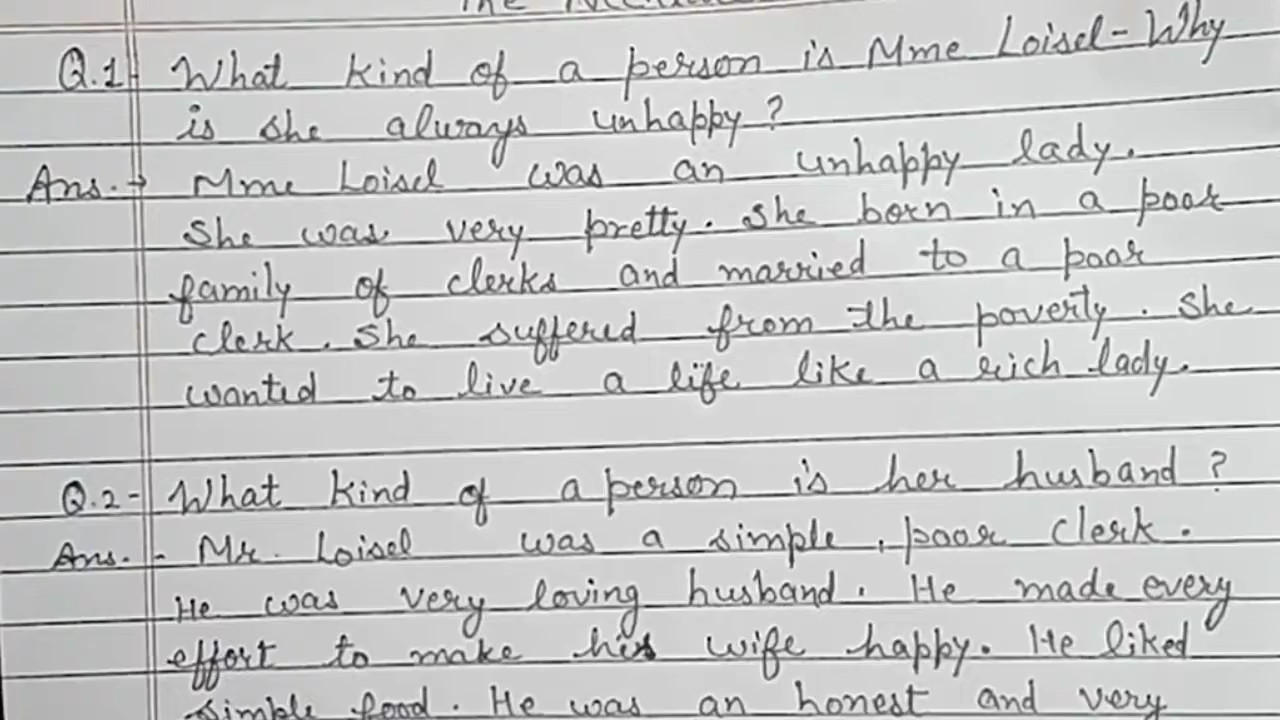 The
Q.1- What kind of a person is Mme Loisel - Why
is she always unhappy?
Ans. → Mme Loisel was an unhappy lady.
She was very pretty. She born in a poor
family of clerks and married to a poor
clerk. She suffered from the poverty. She
wanted to live a life like a rich lady.
Q.2- What kind of a person is her husband?
Ans. - Mr. Loisel was a simple, poor clerk.
He was very loving husband. He made every
effort to make his wife happy. He liked
simple food. He was an honest and very